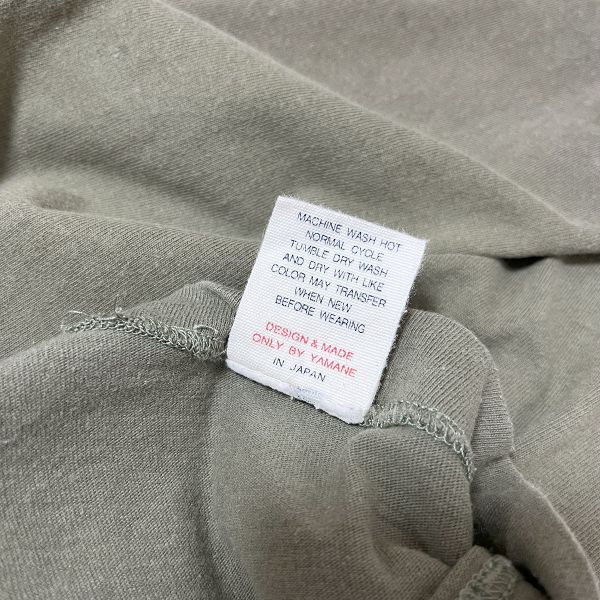 MACHINE WASH HOT
NORMAL CYCLE
TUMBLE DRY WASH
AND DRY WITH LIKE
COLOR MAY TRANSFER
WHEN NEW
BEFORE WEARING
DESIGN & MADE
ONLY BY YAMANE
IN JAPAN